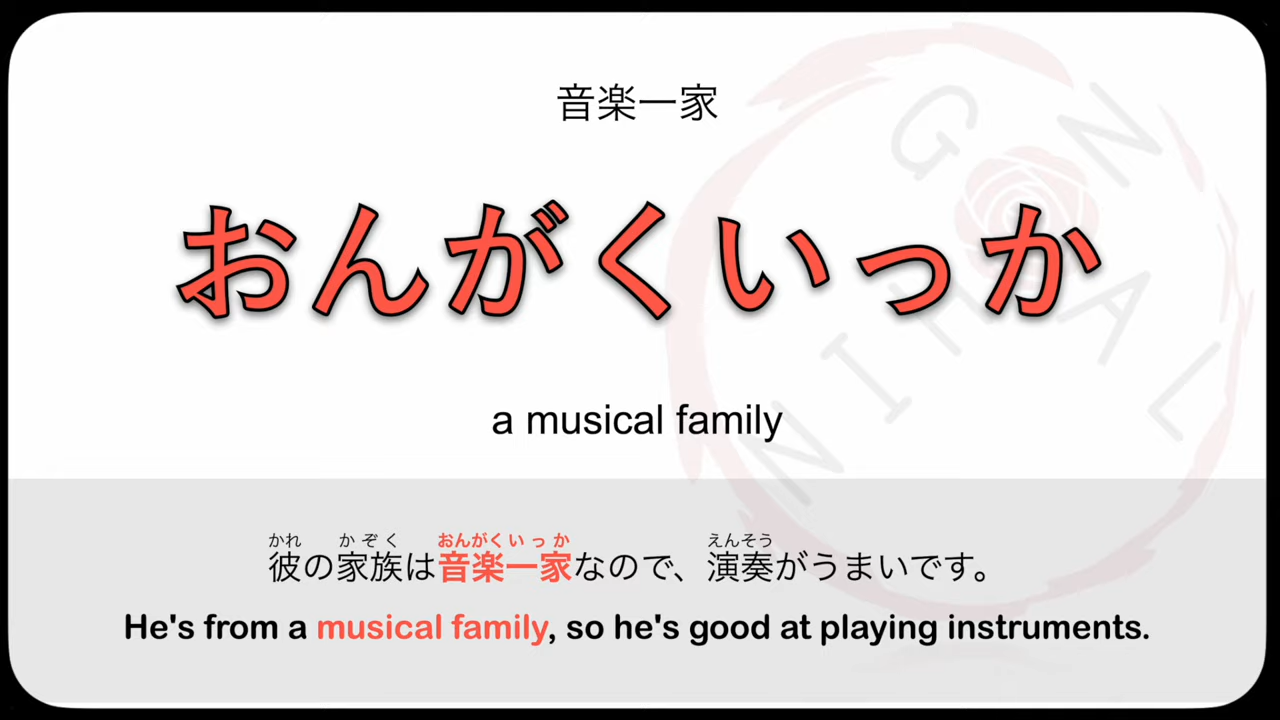 音楽一家
おんがくいっか
a musical family
かれ かぞく おんがくいっか えんそう
彼の家族は音楽一家なので、演奏がうまいです。
He's from a musical family, so he's good at playing instruments.
NIHONGONAL